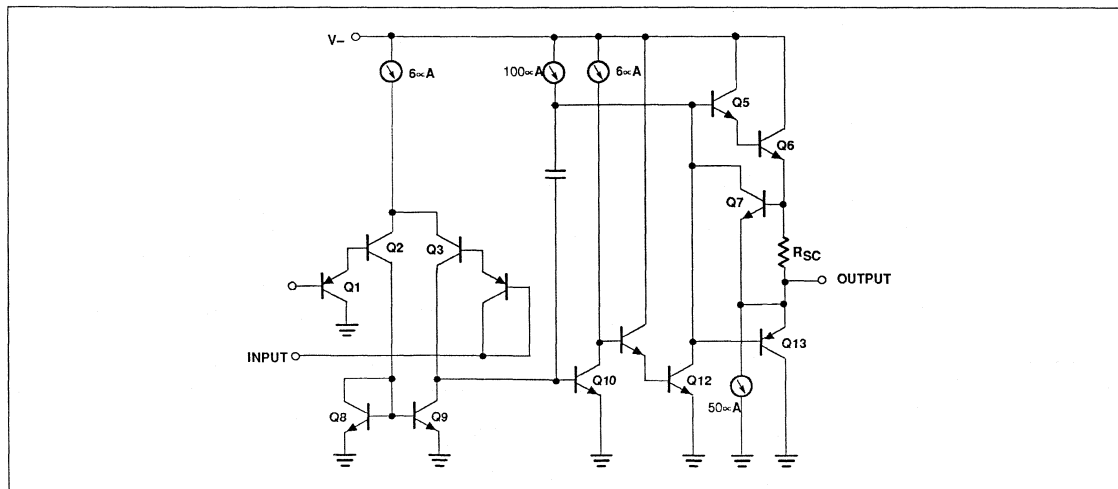 V–
6∝A
100∝A
6∝A
Q5
Q6
Q7
Q2
Q3
RSC
Q1
OUTPUT
INPUT
Q10
Q12
Q13
Q8
Q9
50∝A